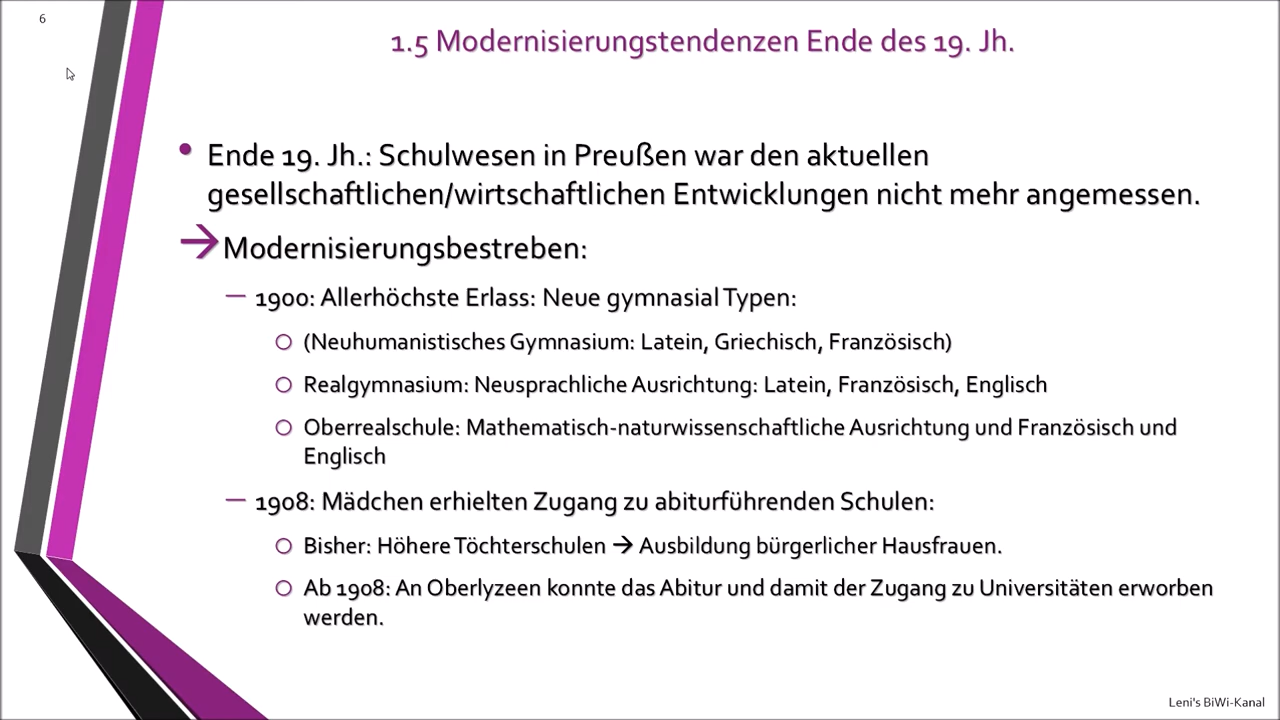 6
1.5 Modernisierungstendenzen Ende des 19. Jh.
• Ende 19. Jh.: Schulwesen in Preußen war den aktuellen
gesellschaftlichen/wirtschaftlichen Entwicklungen nicht mehr angemessen.
→ Modernisierungsbestreben:
– 1900: Allerhöchste Erlass: Neue gymnasial Typen:
○ (Neuhumanistisches Gymnasium: Latein, Griechisch, Französisch)
○ Realgymnasium: Neusprachliche Ausrichtung: Latein, Französisch, Englisch
○ Oberrealschule: Mathematisch-naturwissenschaftliche Ausrichtung und Französisch und
Englisch
– 1908: Mädchen erhielten Zugang zu abiturführenden Schulen:
○ Bisher: Höhere Töchterschulen → Ausbildung bürgerlicher Hausfrauen.
○ Ab 1908: An Oberlyzeen konnte das Abitur und damit der Zugang zu Universitäten erworben
werden.
Leni's BiWi-Kanal